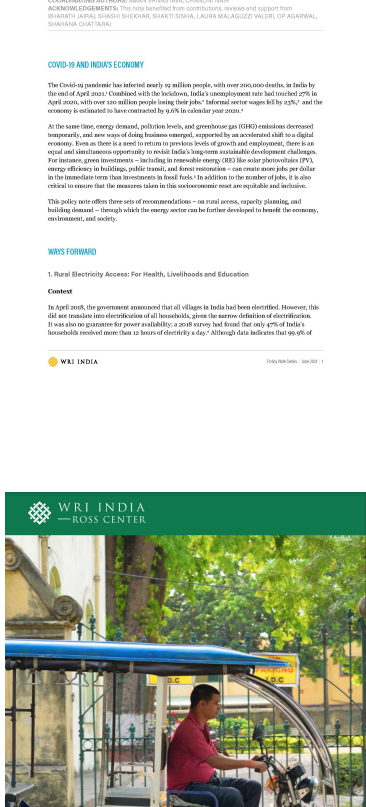 COORDINATING AUTHORS: AMAN SRIVASTAVA, CHANDNI NAIR
ACKNOWLEDGEMENTS: This note benefited from contributions, reviews and support from
BHARATH JAIRAJ, SHASHI SHEKHAR, SHAKTI SINHA, LAURA MALAGUZZI VALERI, OP AGARWAL,
SHAHANA CHATTARAJ
COVID-19 AND INDIA'S ECONOMY
The Covid-19 pandemic has infected nearly 19 million people, with over 200,000 deaths, in India by
the end of April 2021.¹ Combined with the lockdown, India's unemployment rate had touched 27% in
April 2020, with over 120 million people losing their jobs.² Informal sector wages fell by 23%,³ and the
economy is estimated to have contracted by 9.6% in calendar year 2020.⁴
At the same time, energy demand, pollution levels, and greenhouse gas (GHG) emissions decreased
temporarily, and new ways of doing business emerged, supported by an accelerated shift to a digital
economy. Even as there is a need to return to previous levels of growth and employment, there is an
equal and simultaneous opportunity to revisit India's long-term sustainable development challenges.
For instance, green investments – including in renewable energy (RE) like solar photovoltaics (PV),
energy efficiency in buildings, public transit, and forest restoration – can create more jobs per dollar
in the immediate term than investments in fossil fuels.⁵ In addition to the number of jobs, it is also
critical to ensure that the measures taken in this socioeconomic reset are equitable and inclusive.
This policy note offers three sets of recommendations – on rural access, capacity planning, and
building demand – through which the energy sector can be further developed to benefit the economy,
environment, and society.
WAYS FORWARD
1. Rural Electricity Access: For Health, Livelihoods and Education
Context
In April 2018, the government announced that all villages in India had been electrified. However, this
did not translate into electrification of all households, given the narrow definition of electrification.
It was also no guarantee for power availability; a 2018 survey had found that only 47% of India's
households received more than 12 hours of electricity a day.⁶ Although data indicates that 99.9% of
WRI INDIA
Policy Note Series | June 2021 | 1
WRI INDIA
ROSS CENTER
PARKING
D.C
I.D.C